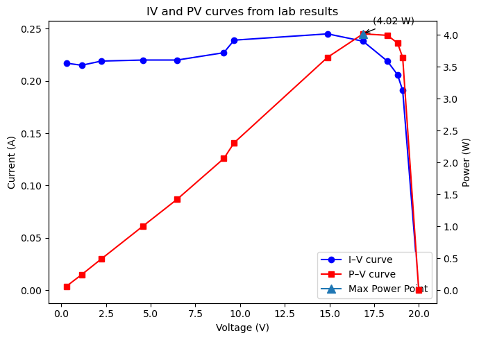 IV and PV curves from lab results
(4.02 W)
0.25
0.20
0.15
0.10
0.05
0.00
Current (A)
4.0
3.5
3.0
2.5
2.0
1.5
1.0
0.5
0.0
Power (W)
I–V curve
P–V curve
Max Power Point
0.0 2.5 5.0 7.5 10.0 12.5 15.0 17.5 20.0
Voltage (V)